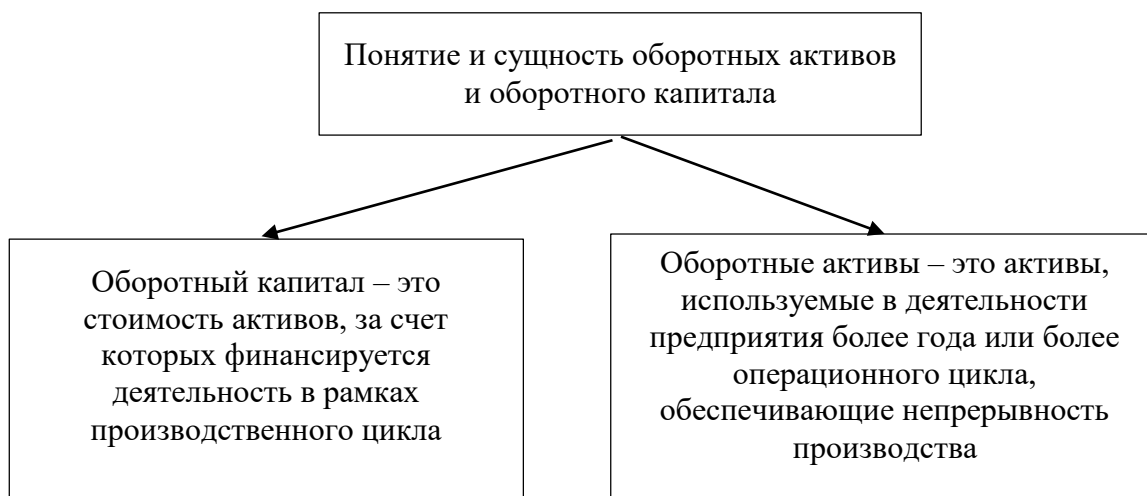 Понятие и сущность оборотных активов
и оборотного капитала
Оборотный капитал – это
стоимость активов, за счет
которых финансируется
деятельность в рамках
производственного цикла
Оборотные активы – это активы,
используемые в деятельности
предприятия более года или более
операционного цикла,
обеспечивающие непрерывность
производства